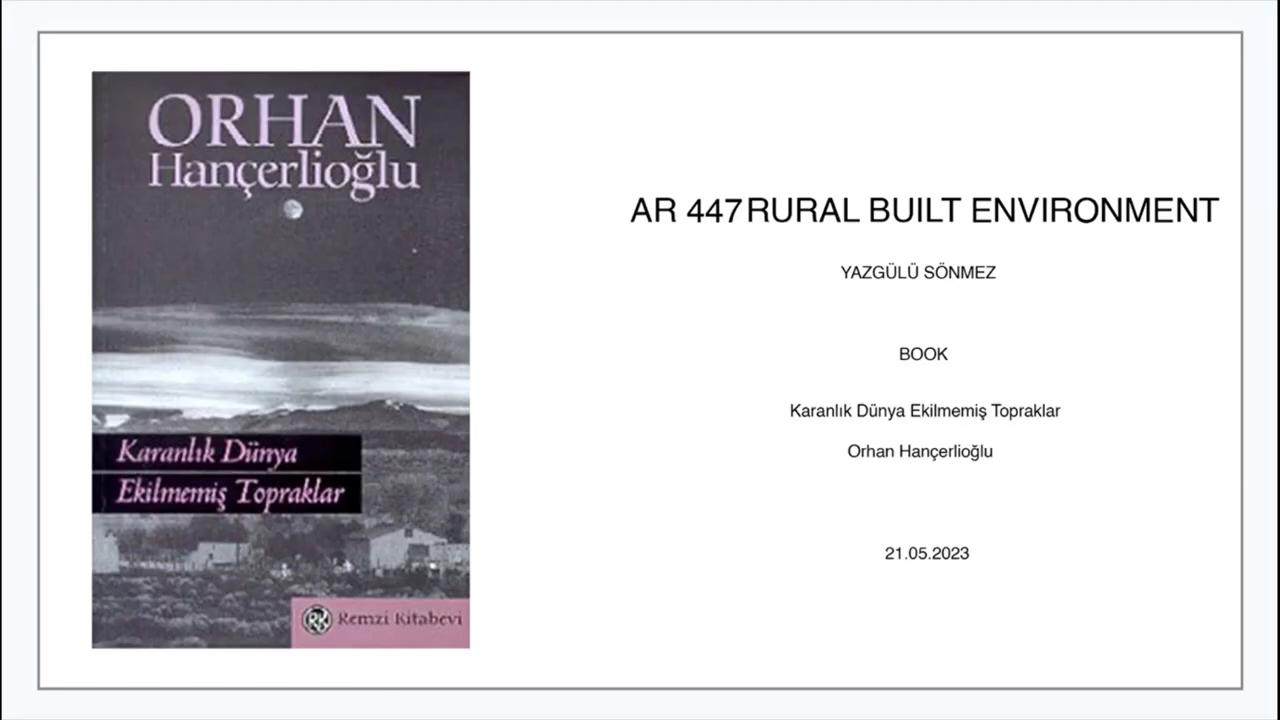 ORHAN
Hançerlioğlu
Karanlık Dünya
Ekilmemiş Topraklar
RK Remzi Kitabevi
AR 447 RURAL BUILT ENVIRONMENT
YAZGÜLÜ SÖNMEZ
BOOK
Karanlık Dünya Ekilmemiş Topraklar
Orhan Hançerlioğlu
21.05.2023